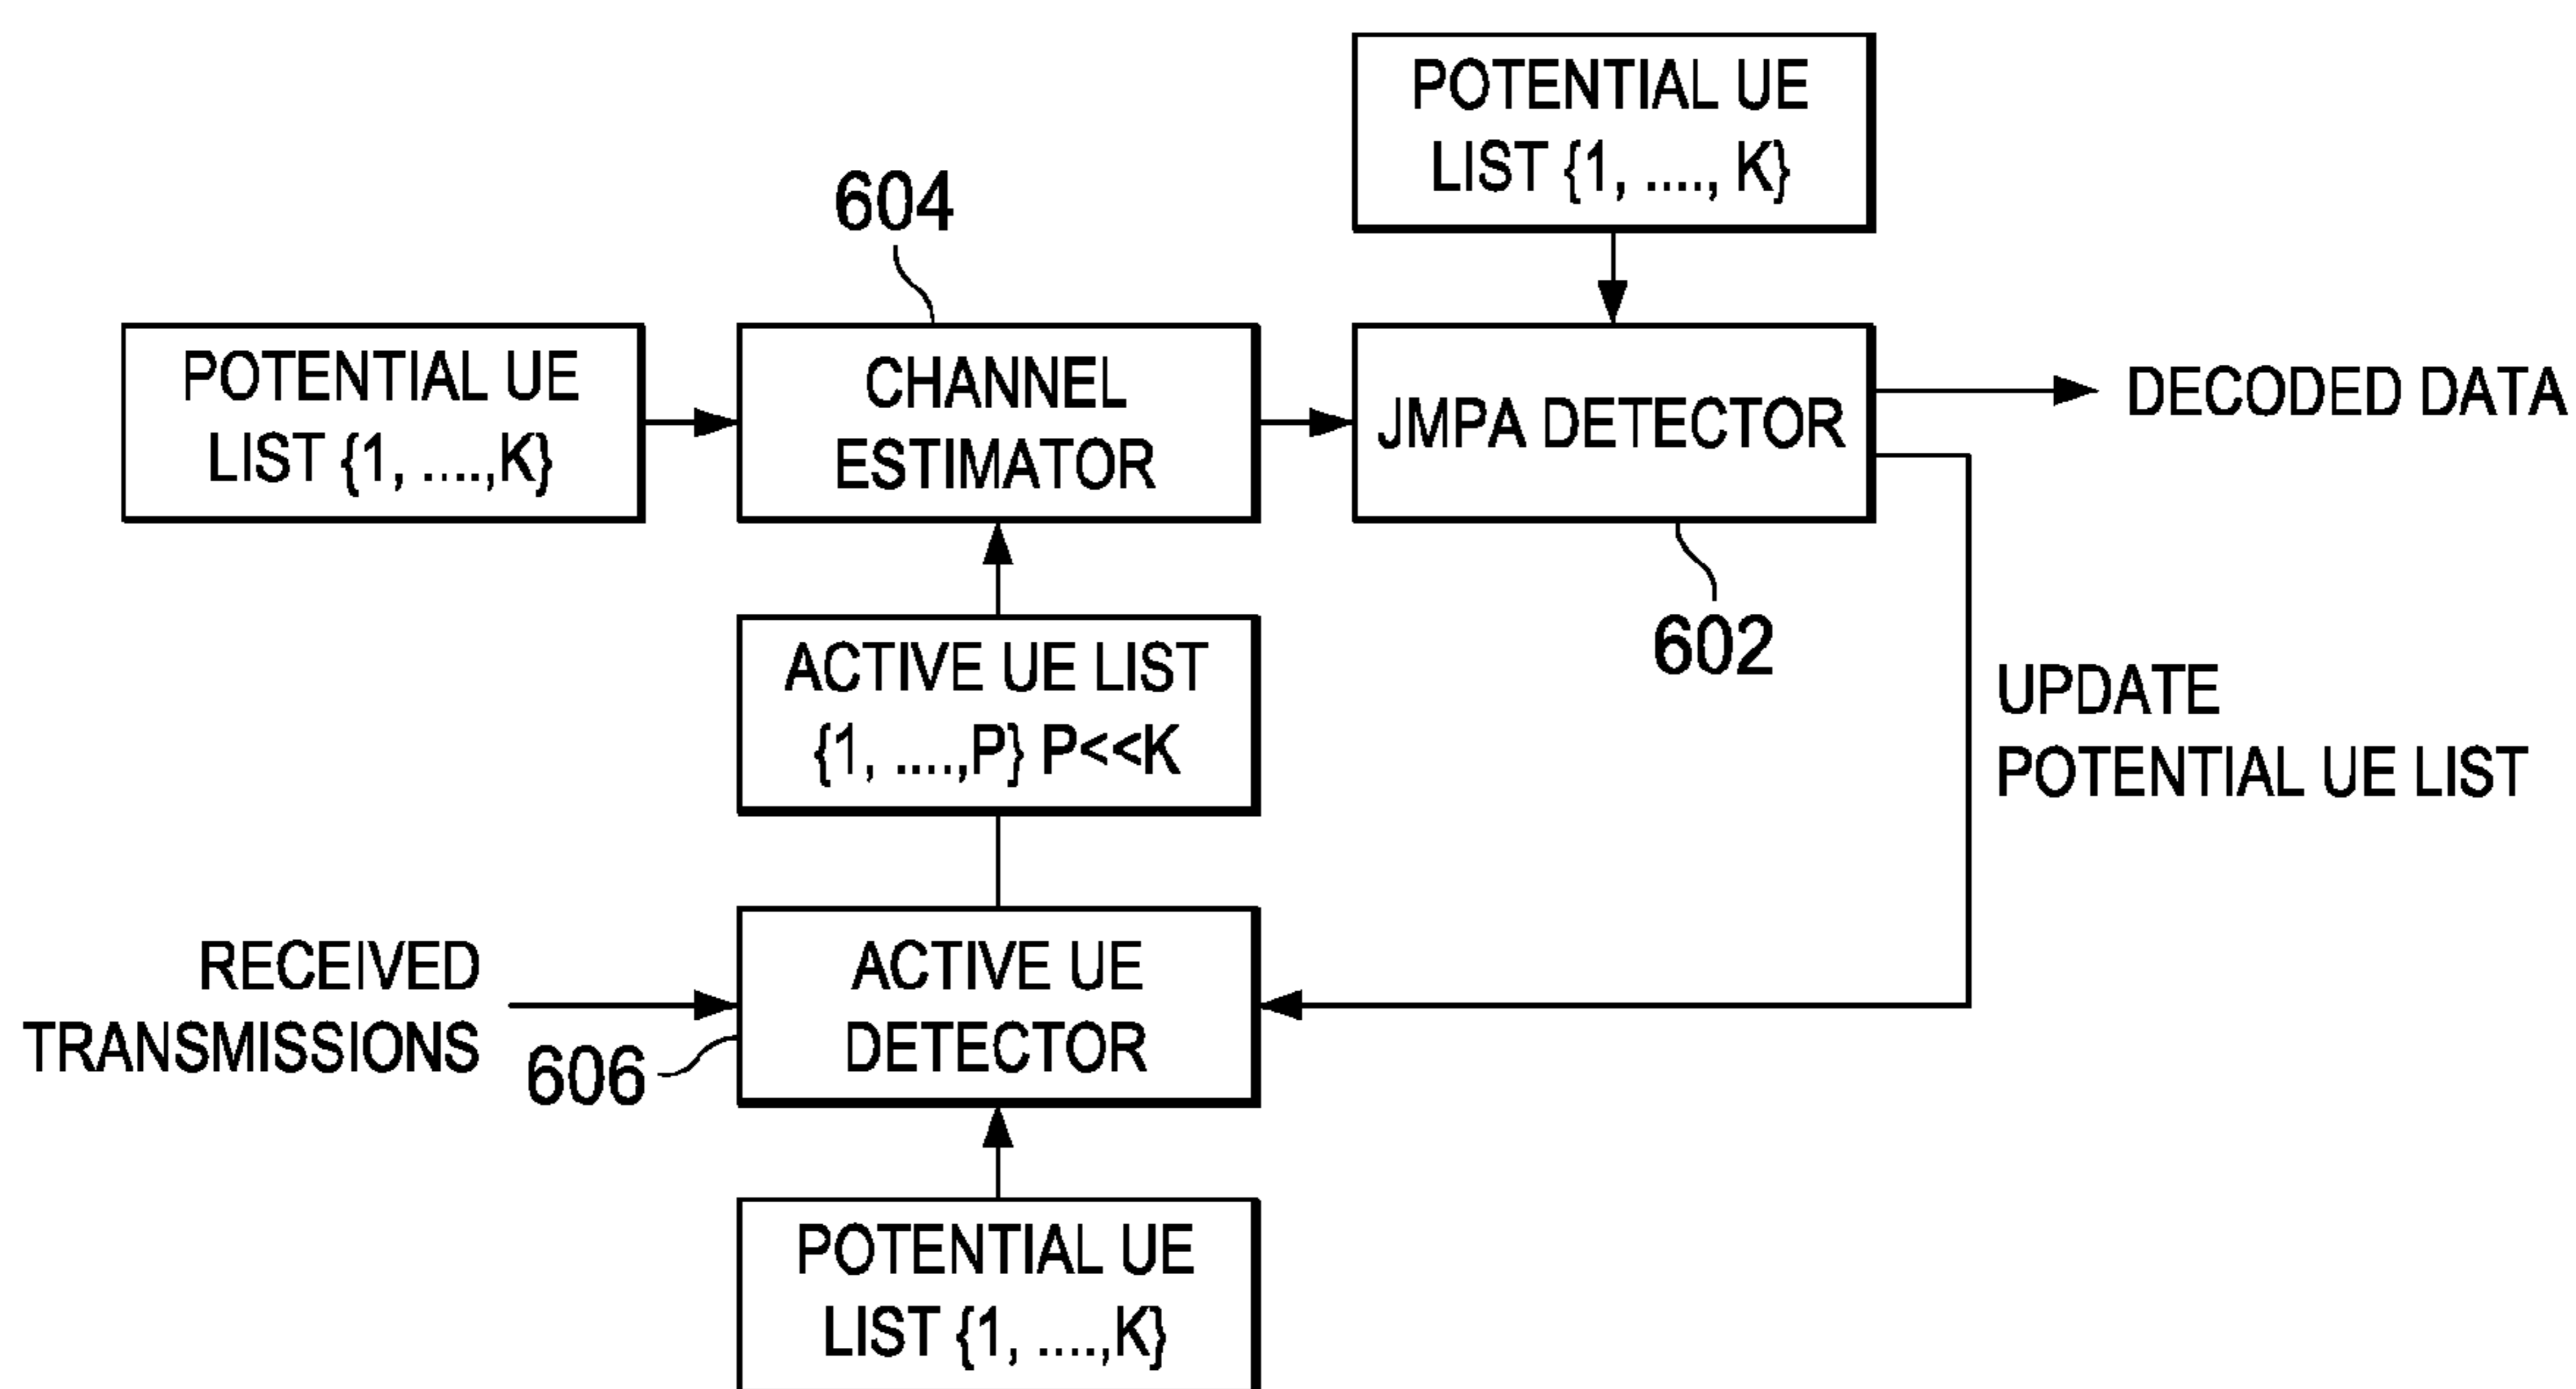 POTENTIAL UE
LIST {1, ...., K}
604
POTENTIAL UE
LIST {1, ....,K}
CHANNEL
ESTIMATOR
JMPA DETECTOR
DECODED DATA
602
ACTIVE UE LIST
{1, ....,P} P<<K
UPDATE
POTENTIAL UE LIST
RECEIVED
TRANSMISSIONS
606
ACTIVE UE
DETECTOR
POTENTIAL UE
LIST {1, ....,K}